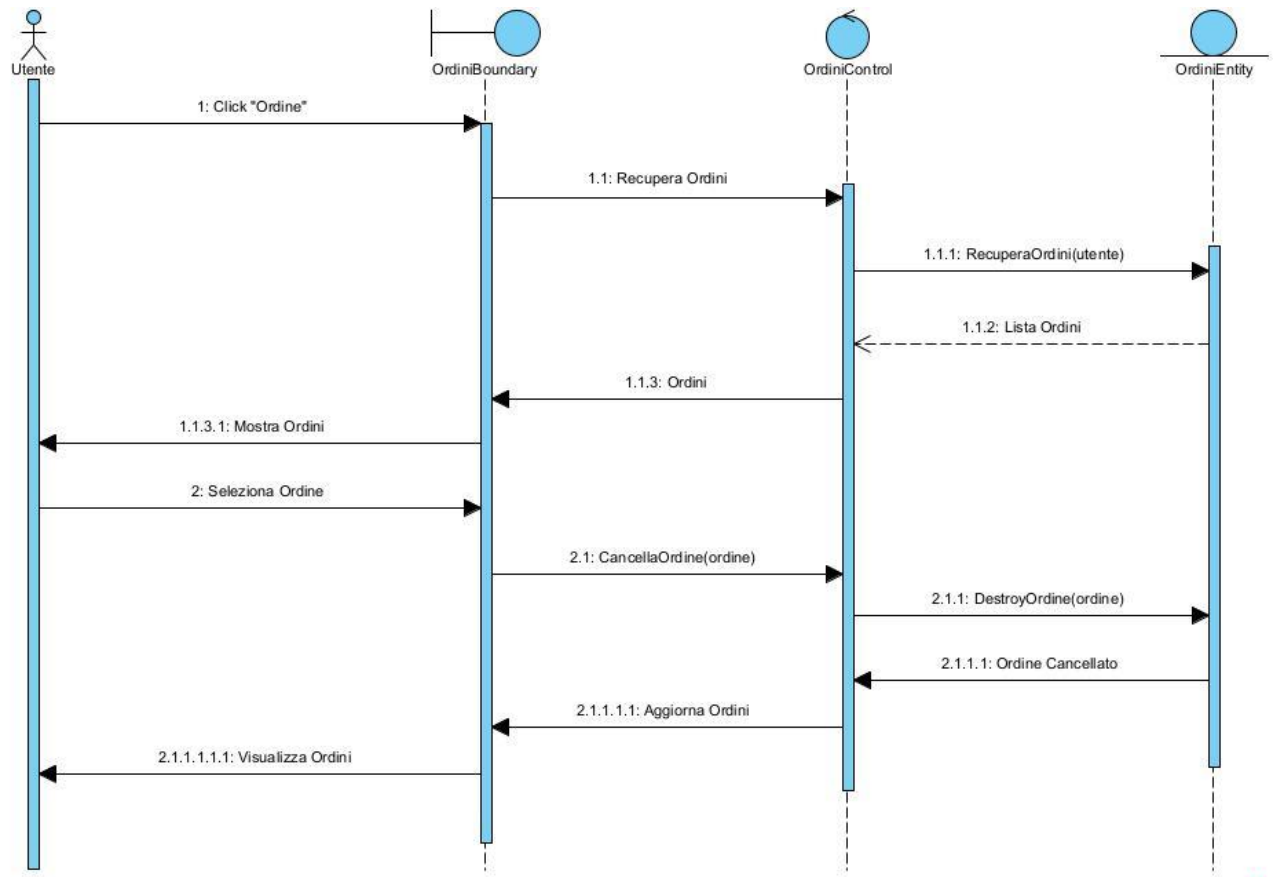 Utente
OrdiniBoundary
OrdiniControl
OrdiniEntity
1: Click "Ordine"
1.1: Recupera Ordini
1.1.1: RecuperaOrdini(utente)
1.1.2: Lista Ordini
1.1.3: Ordini
1.1.3.1: Mostra Ordini
2: Seleziona Ordine
2.1: CancellaOrdine(ordine)
2.1.1: DestroyOrdine(ordine)
2.1.1.1: Ordine Cancellato
2.1.1.1.1: Aggiorna Ordini
2.1.1.1.1.1: Visualizza Ordini